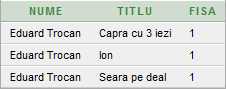 NUME TITLU FISA
Eduard Trocan Capra cu 3 iezi 1
Eduard Trocan Ion 1
Eduard Trocan Seara pe deal 1